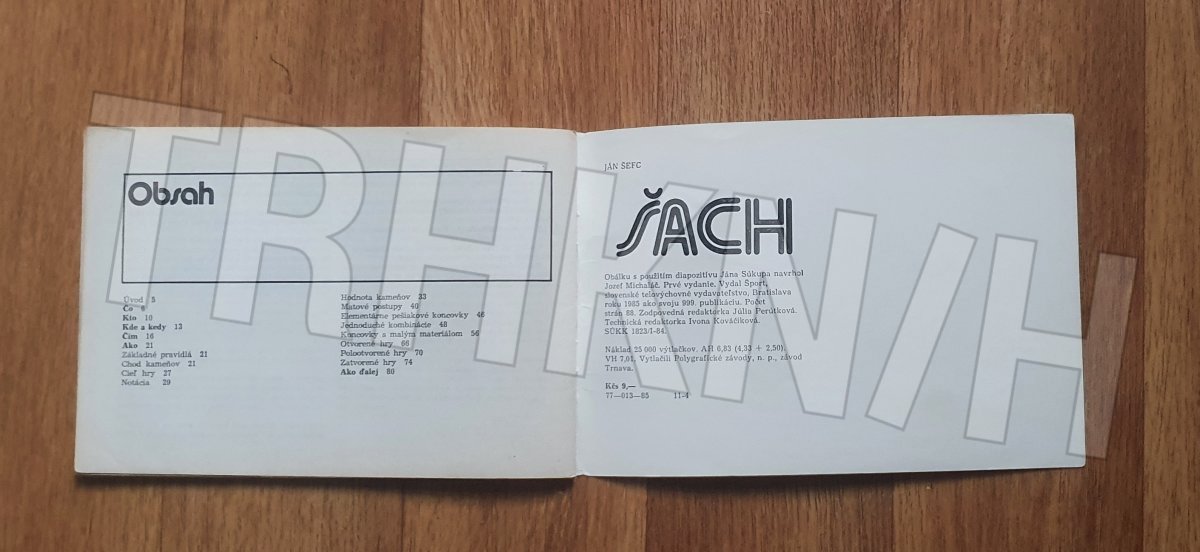 Obsah
Úvod 5
Čo 6
Kto 10
Kde a kedy 13
Čím 16
Ako 21
Základné pravidlá 21
Chod kameňov 21
Cieľ hry 27
Notácia 29
Hodnota kameňov 33
Matové postupy 40
Elementárne pešiakové koncovky 46
Jednoduché kombinácie 48
Koncovky s malým materiálom 56
Otvorené hry 66
Polootvorené hry 70
Zatvorené hry 74
Ako ďalej 80
JÁN ŠEFC
ŠACH
Obálku s použitím diapozitívu Jána Súkupa navrhol
Jozef Michaláč. Prvé vydanie. Vydal Šport,
slovenské telovýchovné vydavateľstvo, Bratislava
roku 1985 ako svoju 999. publikáciu. Počet
strán 88. Zodpovedná redaktorka Júlia Perútková.
Technická redaktorka Ivona Kováčiková.
SÚKK 1823/I-84.
Náklad 25 000 výtlačkov. AH 6,83 (4,33 + 2,50),
VH 7,01. Vytlačili Polygrafické závody, n. p., závod
Trnava.
Kčs 9,—
77—013—85 11-4
TRHKNÍH